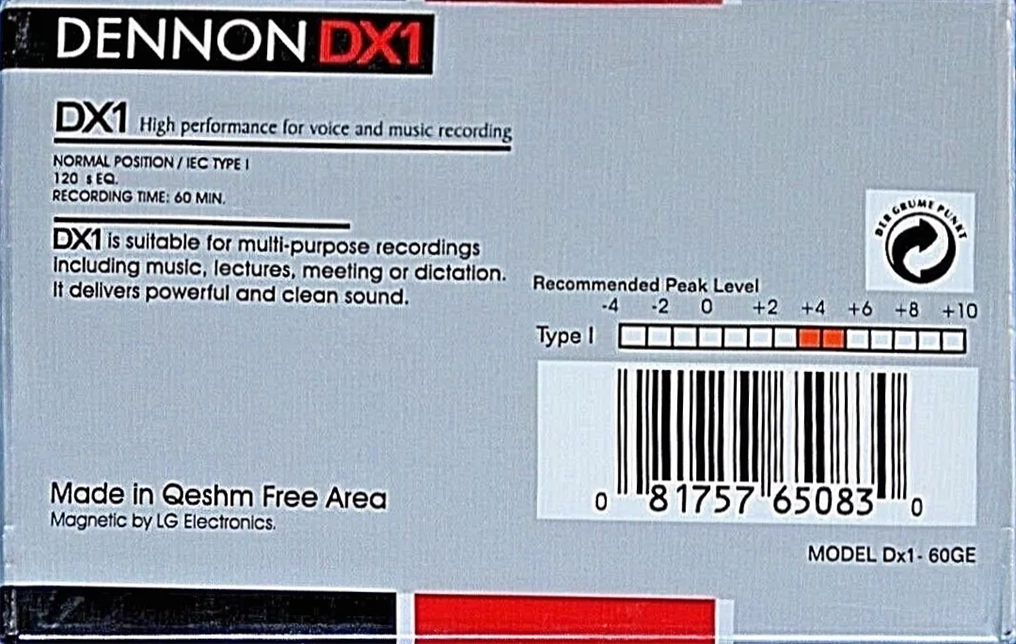 DENNON DX1
DX1 High performance for voice and music recording
NORMAL POSITION / IEC TYPE I
120 s EQ.
RECORDING TIME: 60 MIN.
DX1 is suitable for multi-purpose recordings
including music, lectures, meeting or dictation.
It delivers powerful and clean sound.
DER GRUME PUNKT
Recommended Peak Level
-4 -2 0 +2 +4 +6 +8 +10
Type I
0 81757 65083 0
Made in Qeshm Free Area
Magnetic by LG Electronics.
MODEL Dx1- 60GE